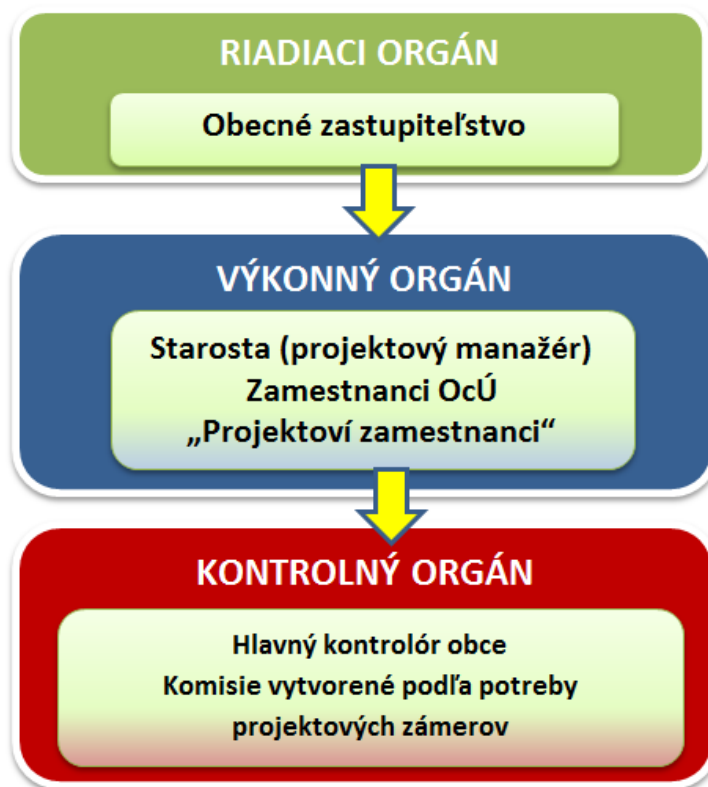 RIADIACI ORGÁN
Obecné zastupiteľstvo
VÝKONNÝ ORGÁN
Starosta (projektový manažér)
Zamestnanci OcÚ
„Projektoví zamestnanci“
KONTROLNÝ ORGÁN
Hlavný kontrolór obce
Komisie vytvorené podľa potreby
projektových zámerov